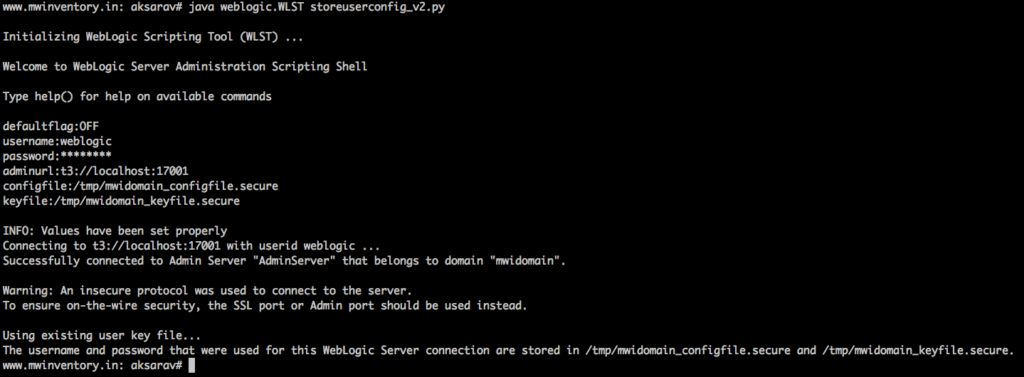 www.mwinventory.in: aksarav# java weblogic.WLST storeuserconfig_v2.py
Initializing WebLogic Scripting Tool (WLST) ...
Welcome to WebLogic Server Administration Scripting Shell
Type help() for help on available commands
defaultflag:OFF
username:weblogic
password:********
adminurl:t3://localhost:17001
configfile:/tmp/mwidomain_configfile.secure
keyfile:/tmp/mwidomain_keyfile.secure
INFO: Values have been set properly
Connecting to t3://localhost:17001 with userid weblogic ...
Successfully connected to Admin Server "AdminServer" that belongs to domain "mwidomain".
Warning: An insecure protocol was used to connect to the server.
To ensure on-the-wire security, the SSL port or Admin port should be used instead.
Using existing user key file...
The username and password that were used for this WebLogic Server connection are stored in /tmp/mwidomain_configfile.secure and /tmp/mwidomain_keyfile.secure.
www.mwinventory.in: aksarav#